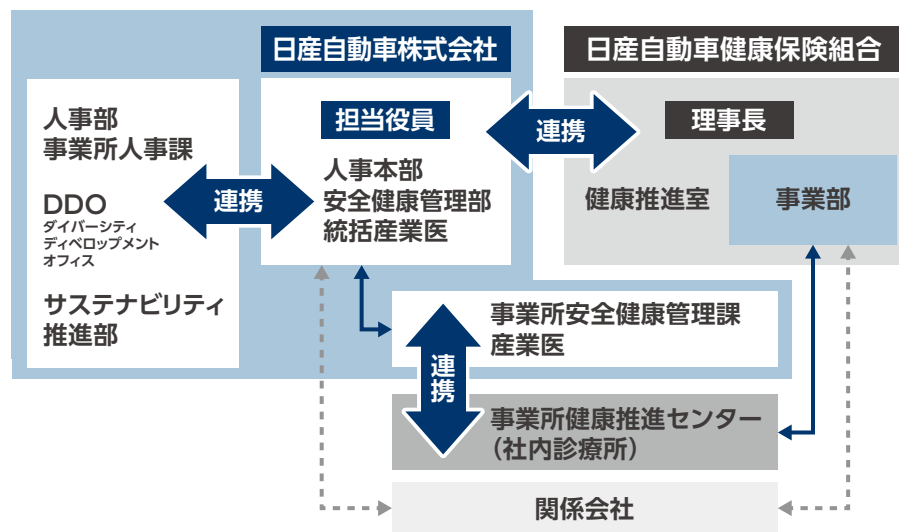 日産自動車株式会社
日産自動車健康保険組合
人事部
事業所人事課
DDO
ダイバーシティ
ディベロップメント
オフィス
サステナビリティ
推進部
連携
担当役員
人事本部
安全健康管理部
統括産業医
連携
理事長
健康推進室
事業部
事業所安全健康管理課
産業医
連携
事業所健康推進センター
（社内診療所）
関係会社